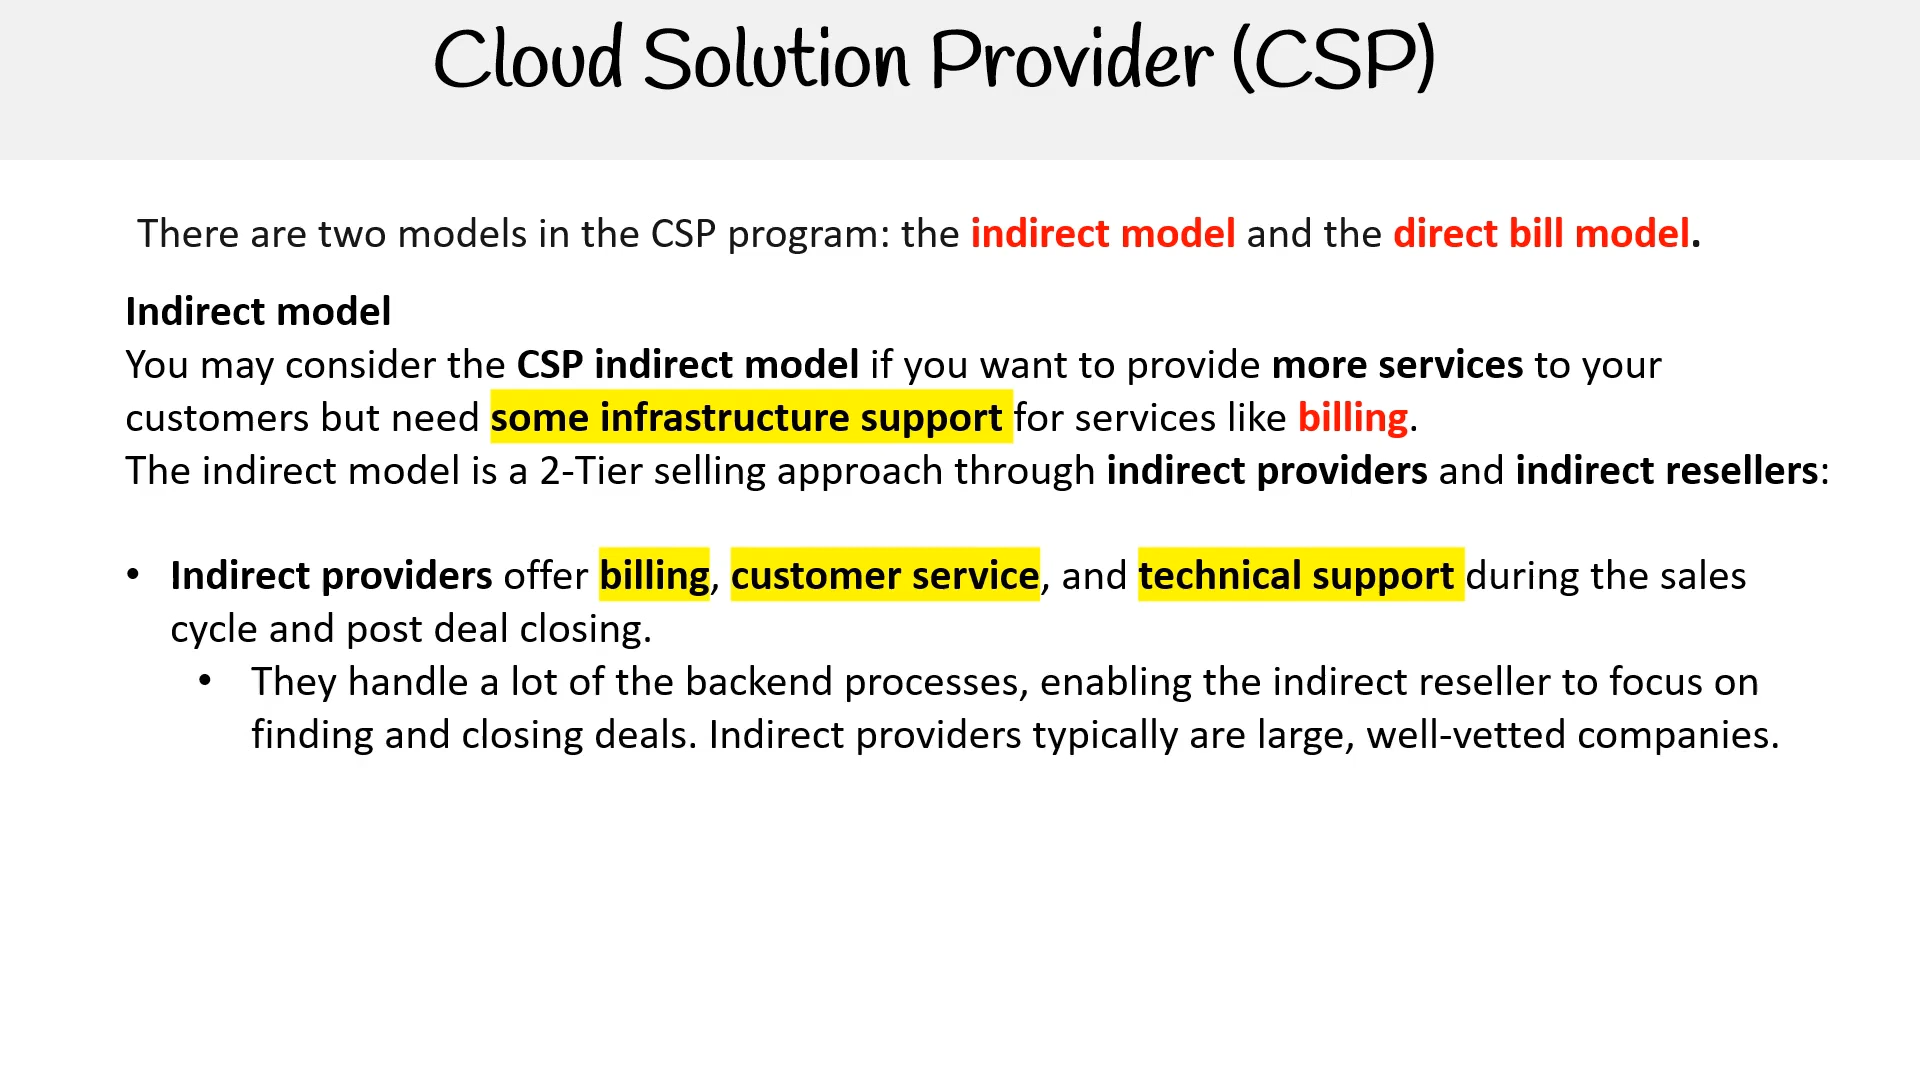 Cloud Solution Provider (CSP)
There are two models in the CSP program: the indirect model and the direct bill model.
Indirect model
You may consider the CSP indirect model if you want to provide more services to your
customers but need some infrastructure support for services like billing.
The indirect model is a 2-Tier selling approach through indirect providers and indirect resellers:
• Indirect providers offer billing, customer service, and technical support during the sales
cycle and post deal closing.
• They handle a lot of the backend processes, enabling the indirect reseller to focus on
finding and closing deals. Indirect providers typically are large, well-vetted companies.